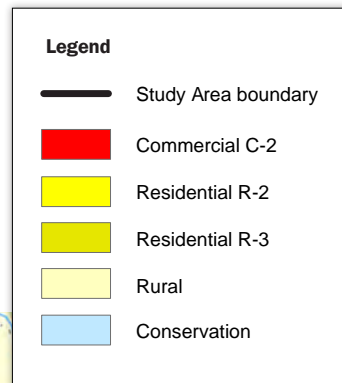 Legend
Study Area boundary
Commercial C-2
Residential R-2
Residential R-3
Rural
Conservation